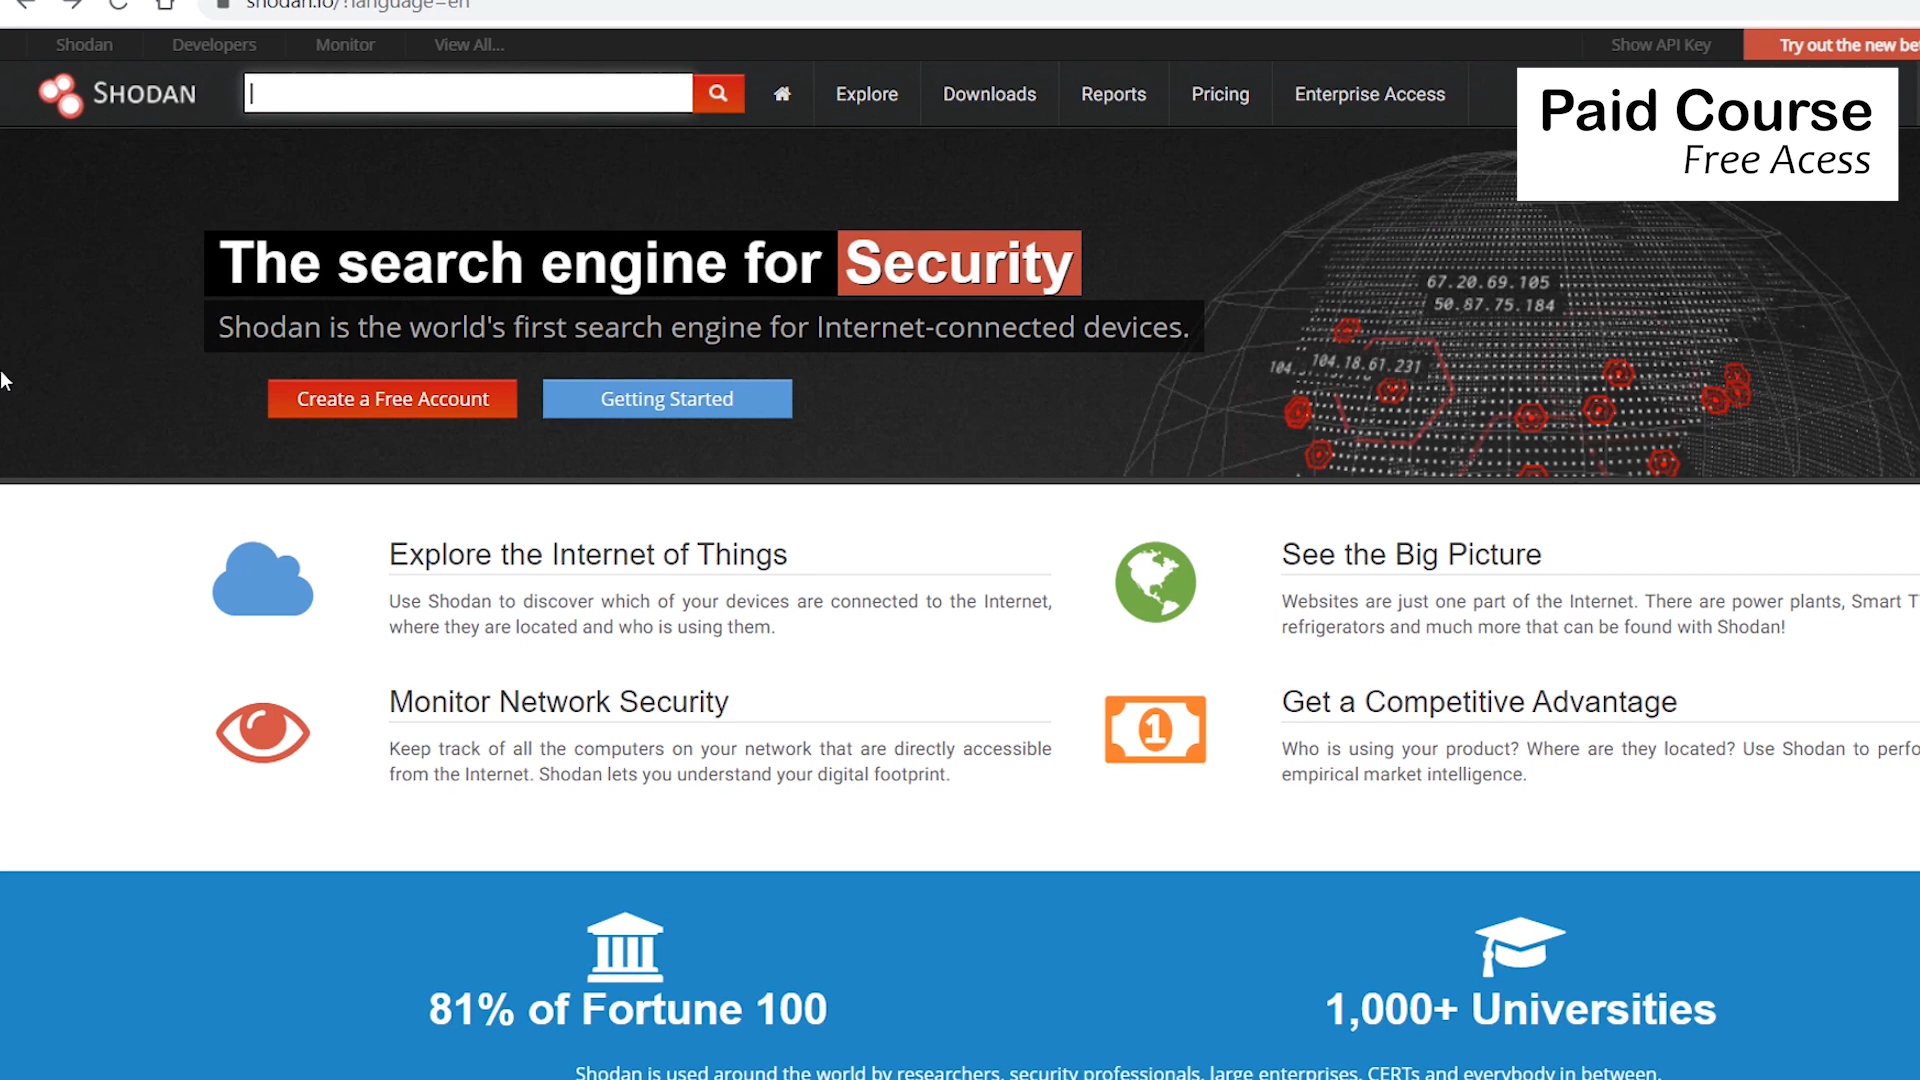 shodan.io/?language=en
Shodan Developers Monitor View All... Show API Key Try out the new be
SHODAN Explore Downloads Reports Pricing Enterprise Access
Paid Course
Free Acess
The search engine for Security
Shodan is the world's first search engine for Internet-connected devices.
67.20.69.105
50.87.75.184
104. 104.18.61.231
Create a Free Account Getting Started
Explore the Internet of Things
Use Shodan to discover which of your devices are connected to the Internet,
where they are located and who is using them.
See the Big Picture
Websites are just one part of the Internet. There are power plants, Smart T
refrigerators and much more that can be found with Shodan!
Monitor Network Security
Keep track of all the computers on your network that are directly accessible
from the Internet. Shodan lets you understand your digital footprint.
1
Get a Competitive Advantage
Who is using your product? Where are they located? Use Shodan to perfo
empirical market intelligence.
81% of Fortune 100
1,000+ Universities
Shodan is used around the world by researchers, security professionals, large enterprises, CERTs and everybody in between.